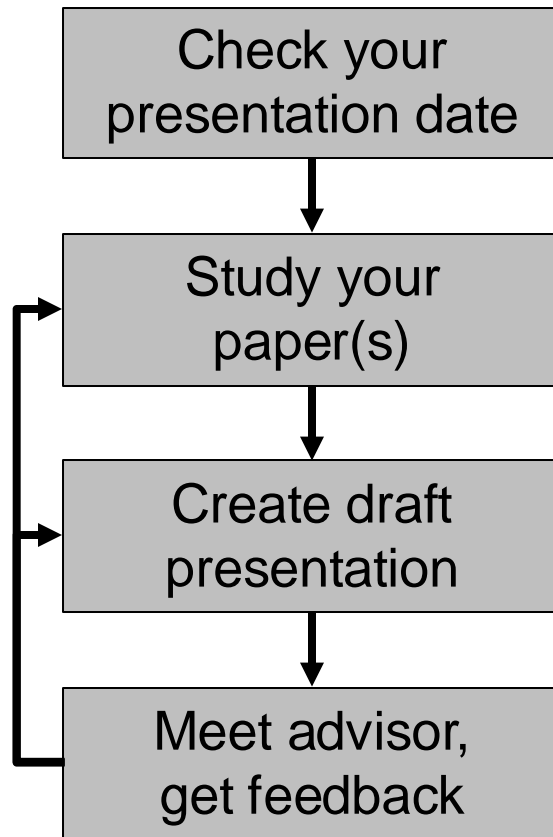 Check your
presentation date
Study your
paper(s)
Create draft
presentation
Meet advisor,
get feedback